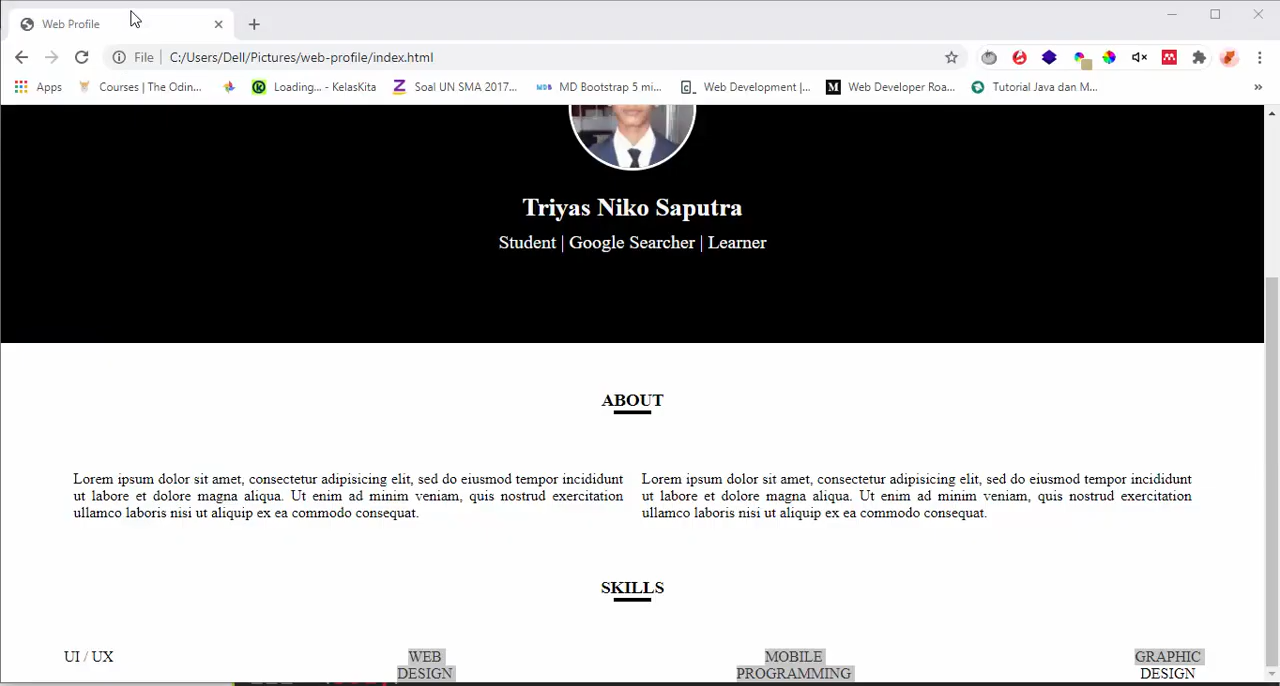 Web Profile
File
C:/Users/Dell/Pictures/web-profile/index.html
Apps
Courses | The Odin...
Loading... - KelasKita
Soal UN SMA 2017...
MD Bootstrap 5 mi...
Web Development |...
Web Developer Roa...
Tutorial Java dan M...
Triyas Niko Saputra
Student | Google Searcher | Learner
ABOUT
Lorem ipsum dolor sit amet, consectetur adipisicing elit, sed do eiusmod tempor incididunt
ut labore et dolore magna aliqua. Ut enim ad minim veniam, quis nostrud exercitation
ullamco laboris nisi ut aliquip ex ea commodo consequat.
Lorem ipsum dolor sit amet, consectetur adipisicing elit, sed do eiusmod tempor incididunt
ut labore et dolore magna aliqua. Ut enim ad minim veniam, quis nostrud exercitation
ullamco laboris nisi ut aliquip ex ea commodo consequat.
SKILLS
UI / UX
WEB
DESIGN
MOBILE
PROGRAMMING
GRAPHIC
DESIGN